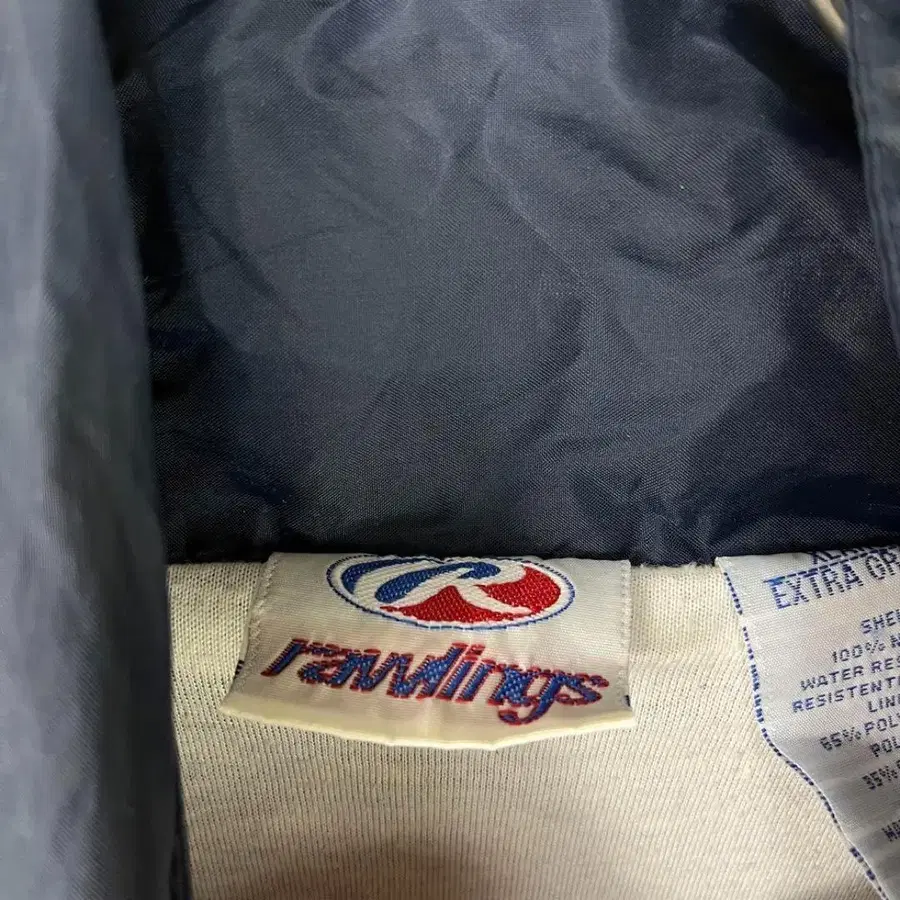 R
rawlings
EXTRA GR
SHE
100% N
WATER RES
RESISTENT
LIN
65% POLY
POL
35%